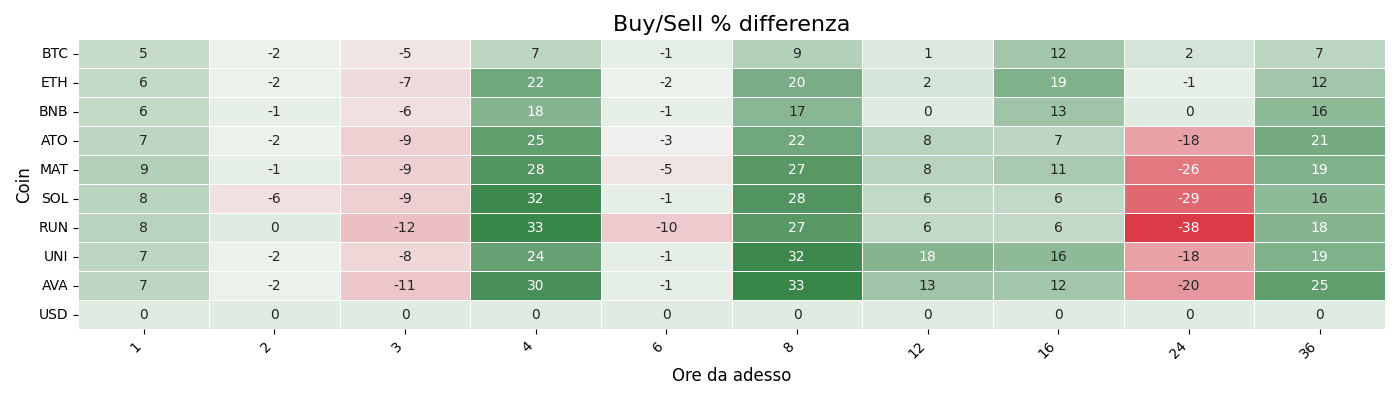 Buy/Sell % differenza
Coin
BTC 5 -2 -5 7 -1 9 1 12 2 7
ETH 6 -2 -7 22 -2 20 2 19 -1 12
BNB 6 -1 -6 18 -1 17 0 13 0 16
ATO 7 -2 -9 25 -3 22 8 7 -18 21
MAT 9 -1 -9 28 -5 27 8 11 -26 19
SOL 8 -6 -9 32 -1 28 6 6 -29 16
RUN 8 0 -12 33 -10 27 6 6 -38 18
UNI 7 -2 -8 24 -1 32 18 16 -18 19
AVA 7 -2 -11 30 -1 33 13 12 -20 25
USD 0 0 0 0 0 0 0 0 0 0
1 2 3 4 6 8 12 16 24 36
Ore da adesso